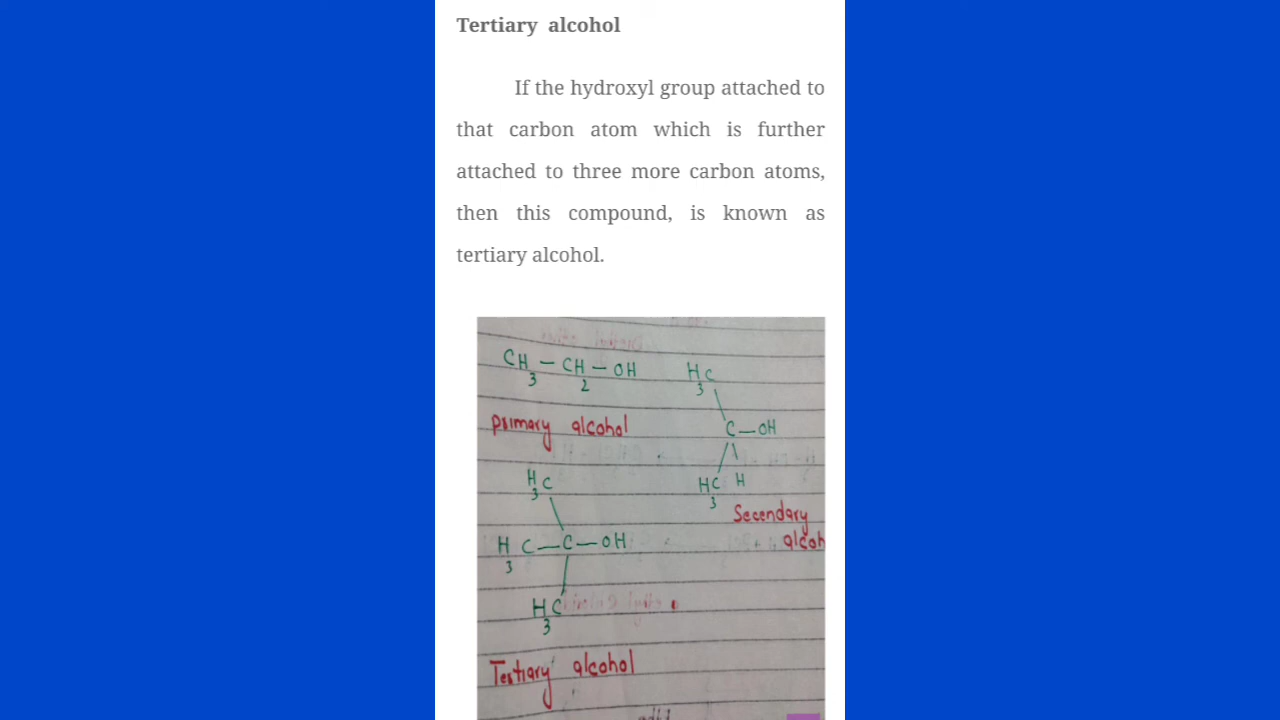 Tertiary alcohol
If the hydroxyl group attached to
that carbon atom which is further
attached to three more carbon atoms,
then this compound, is known as
tertiary alcohol.
CH3 — CH2 — OH
Primary alcohol
H3C
C—OH
H3C H
Secendary
alcoh
H3C
H3C—C—OH
H3C
Testiary alcohol